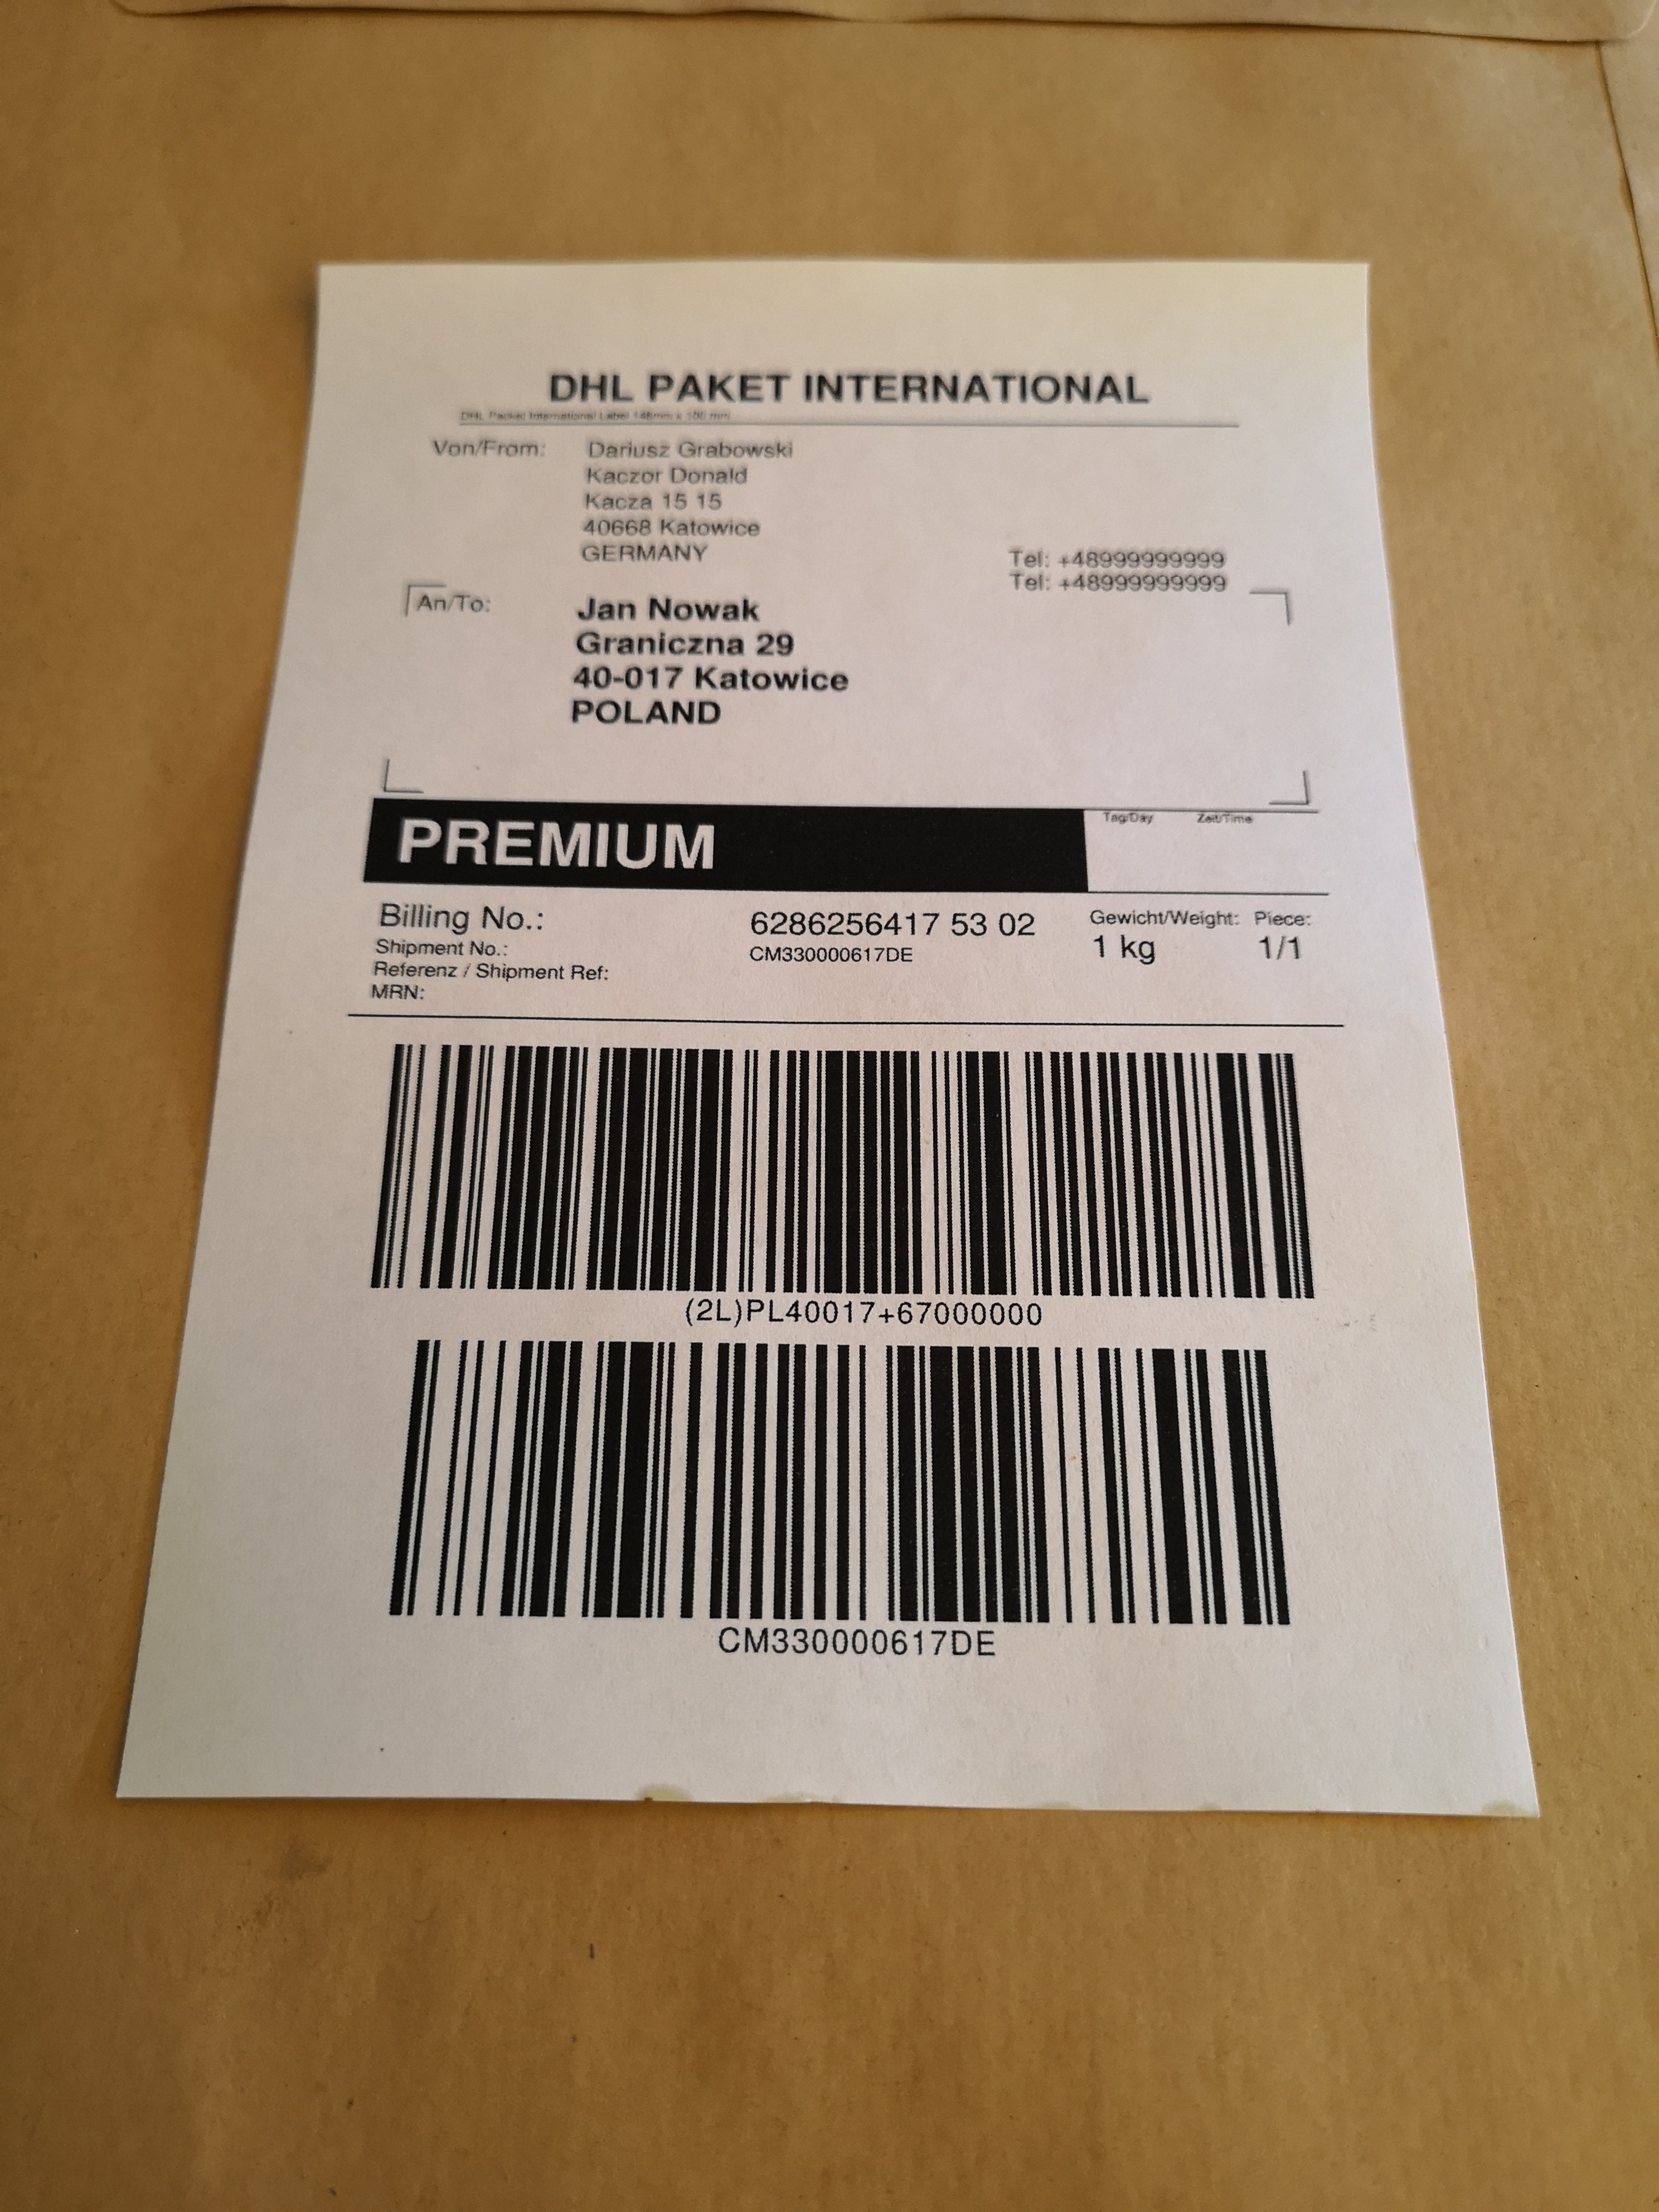 DHL PAKET INTERNATIONAL
DHL Packet International Label 148mm x 100 mm
Von/From: Dariusz Grabowski
Kaczor Donald
Kacza 15 15
40668 Katowice
GERMANY Tel: +48999999999
Tel: +48999999999
An/To: Jan Nowak
Graniczna 29
40-017 Katowice
POLAND
PREMIUM Tag/Day Zeit/Time
Billing No.: 6286256417 53 02 Gewicht/Weight: Piece:
Shipment No.: CM330000617DE 1 kg 1/1
Referenz / Shipment Ref:
MRN:
(2L)PL40017+67000000
CM330000617DE